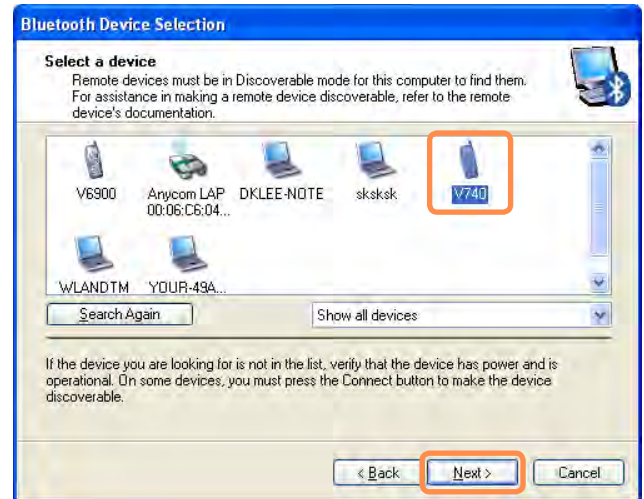 Bluetooth Device Selection
Select a device
Remote devices must be in Discoverable mode for this computer to find them.
For assistance in making a remote device discoverable, refer to the remote
device's documentation.
V6900 Anycom LAP DKLEE-NOTE sksksk V740
00:06:C6:04...
WLANDTM YOUR-49A...
Search Again Show all devices
If the device you are looking for is not in the list, verify that the device has power and is
operational. On some devices, you must press the Connect button to make the device
discoverable.
< Back Next > Cancel